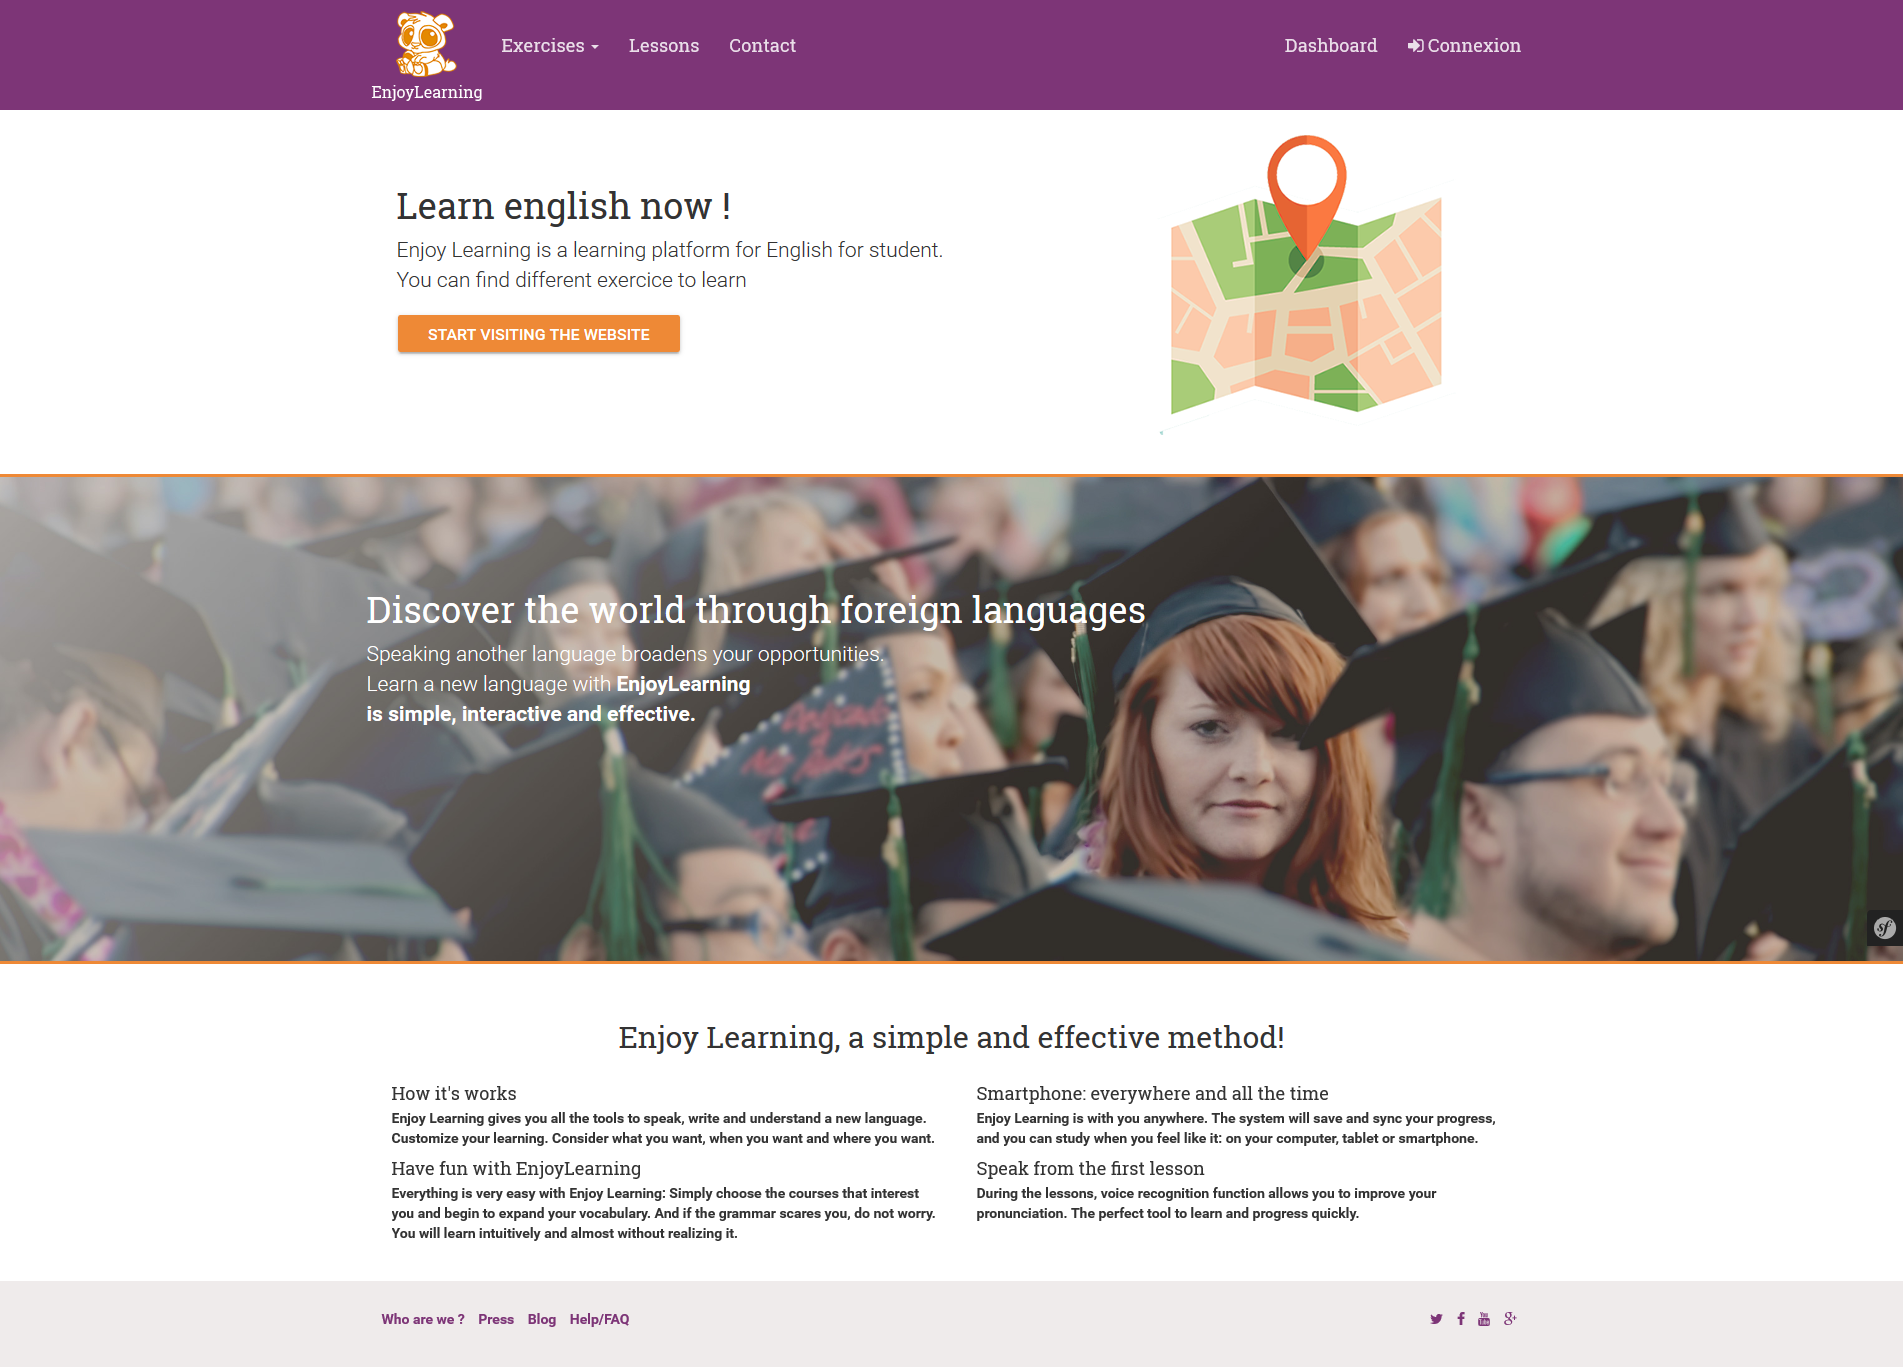 Exercises
Lessons
Contact
Dashboard
Connexion
EnjoyLearning
Learn english now !
Enjoy Learning is a learning platform for English for student.
You can find different exercice to learn
START VISITING THE WEBSITE
Discover the world through foreign languages
Speaking another language broadens your opportunities.
Learn a new language with EnjoyLearning
is simple, interactive and effective.
sf
Enjoy Learning, a simple and effective method!
How it's works
Enjoy Learning gives you all the tools to speak, write and understand a new language.
Customize your learning. Consider what you want, when you want and where you want.
Have fun with EnjoyLearning
Everything is very easy with Enjoy Learning: Simply choose the courses that interest
you and begin to expand your vocabulary. And if the grammar scares you, do not worry.
You will learn intuitively and almost without realizing it.
Smartphone: everywhere and all the time
Enjoy Learning is with you anywhere. The system will save and sync your progress,
and you can study when you feel like it: on your computer, tablet or smartphone.
Speak from the first lesson
During the lessons, voice recognition function allows you to improve your
pronunciation. The perfect tool to learn and progress quickly.
Who are we ?
Press
Blog
Help/FAQ